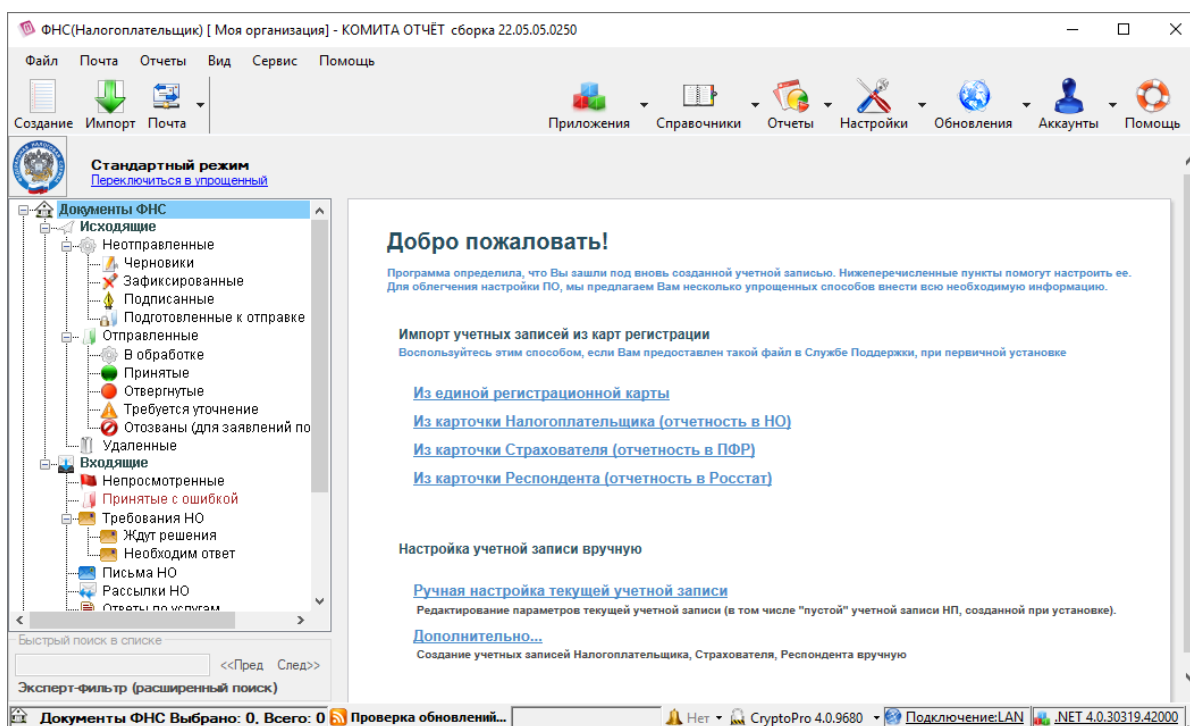 ФНС(Налогоплательщик) [ Моя организация] - КОМИТА ОТЧЁТ сборка 22.05.05.0250
Файл Почта Отчеты Вид Сервис Помощь
Создание Импорт Почта Приложения Справочники Отчеты Настройки Обновления Аккаунты Помощь
Стандартный режим
Переключиться в упрощенный
Документы ФНС
Исходящие
Неотправленные
Черновики
Зафиксированные
Подписанные
Подготовленные к отправке
Отправленные
В обработке
Принятые
Отвергнутые
Требуется уточнение
Отозваны (для заявлений по
Удаленные
Входящие
Непросмотренные
Принятые с ошибкой
Требования НО
Ждут решения
Необходим ответ
Письма НО
Рассылки НО
Ответы по услугам
Быстрый поиск в списке
<<Пред След>>
Эксперт-фильтр (расширенный поиск)
Добро пожаловать!
Программа определила, что Вы зашли под вновь созданной учетной записью. Нижеперечисленные пункты помогут настроить ее.
Для облегчения настройки ПО, мы предлагаем Вам несколько упрощенных способов внести всю необходимую информацию.
Импорт учетных записей из карт регистрации
Воспользуйтесь этим способом, если Вам предоставлен такой файл в Службе Поддержки, при первичной установке
Из единой регистрационной карты
Из карточки Налогоплательщика (отчетность в НО)
Из карточки Страхователя (отчетность в ПФР)
Из карточки Респондента (отчетность в Росстат)
Настройка учетной записи вручную
Ручная настройка текущей учетной записи
Редактирование параметров текущей учетной записи (в том числе "пустой" учетной записи НП, созданной при установке).
Дополнительно...
Создание учетных записей Налогоплательщика, Страхователя, Респондента вручную
Документы ФНС Выбрано: 0, Всего: 0 Проверка обновлений... Нет CryptoPro 4.0.9680 Подключение:LAN .NET 4.0.30319.42000